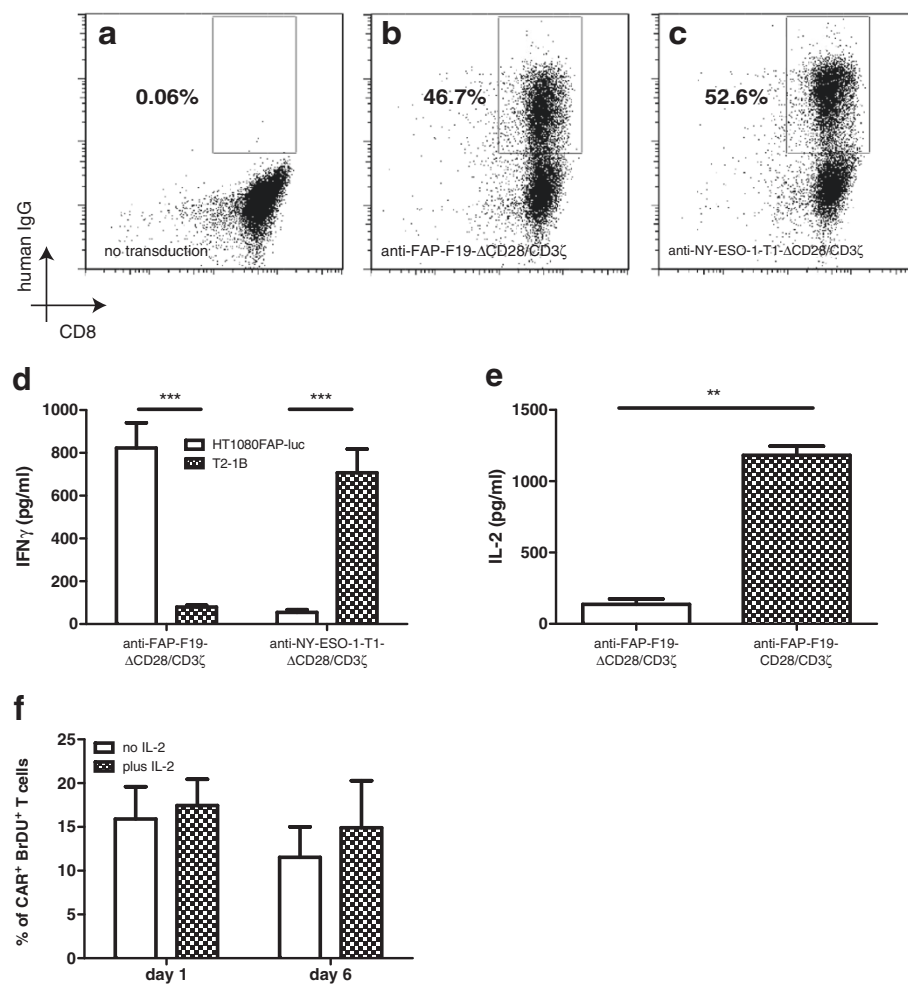 a
b
c
0.06%
46.7%
52.6%
no transduction
anti-FAP-F19-ΔCD28/CD3ζ
anti-NY-ESO-1-T1-ΔCD28/CD3ζ
human IgG
CD8
d
e
***
***
1000
800
600
400
200
0
IFNγ (pg/ml)
HT1080FAP-luc
T2-1B
anti-FAP-F19-
ΔCD28/CD3ζ
anti-NY-ESO-1-T1-
ΔCD28/CD3ζ
**
1500
1000
500
0
IL-2 (pg/ml)
anti-FAP-F19-
ΔCD28/CD3ζ
anti-FAP-F19-
CD28/CD3ζ
f
25
20
15
10
5
0
% of CAR⁺ BrDU⁺ T cells
no IL-2
plus IL-2
day 1
day 6